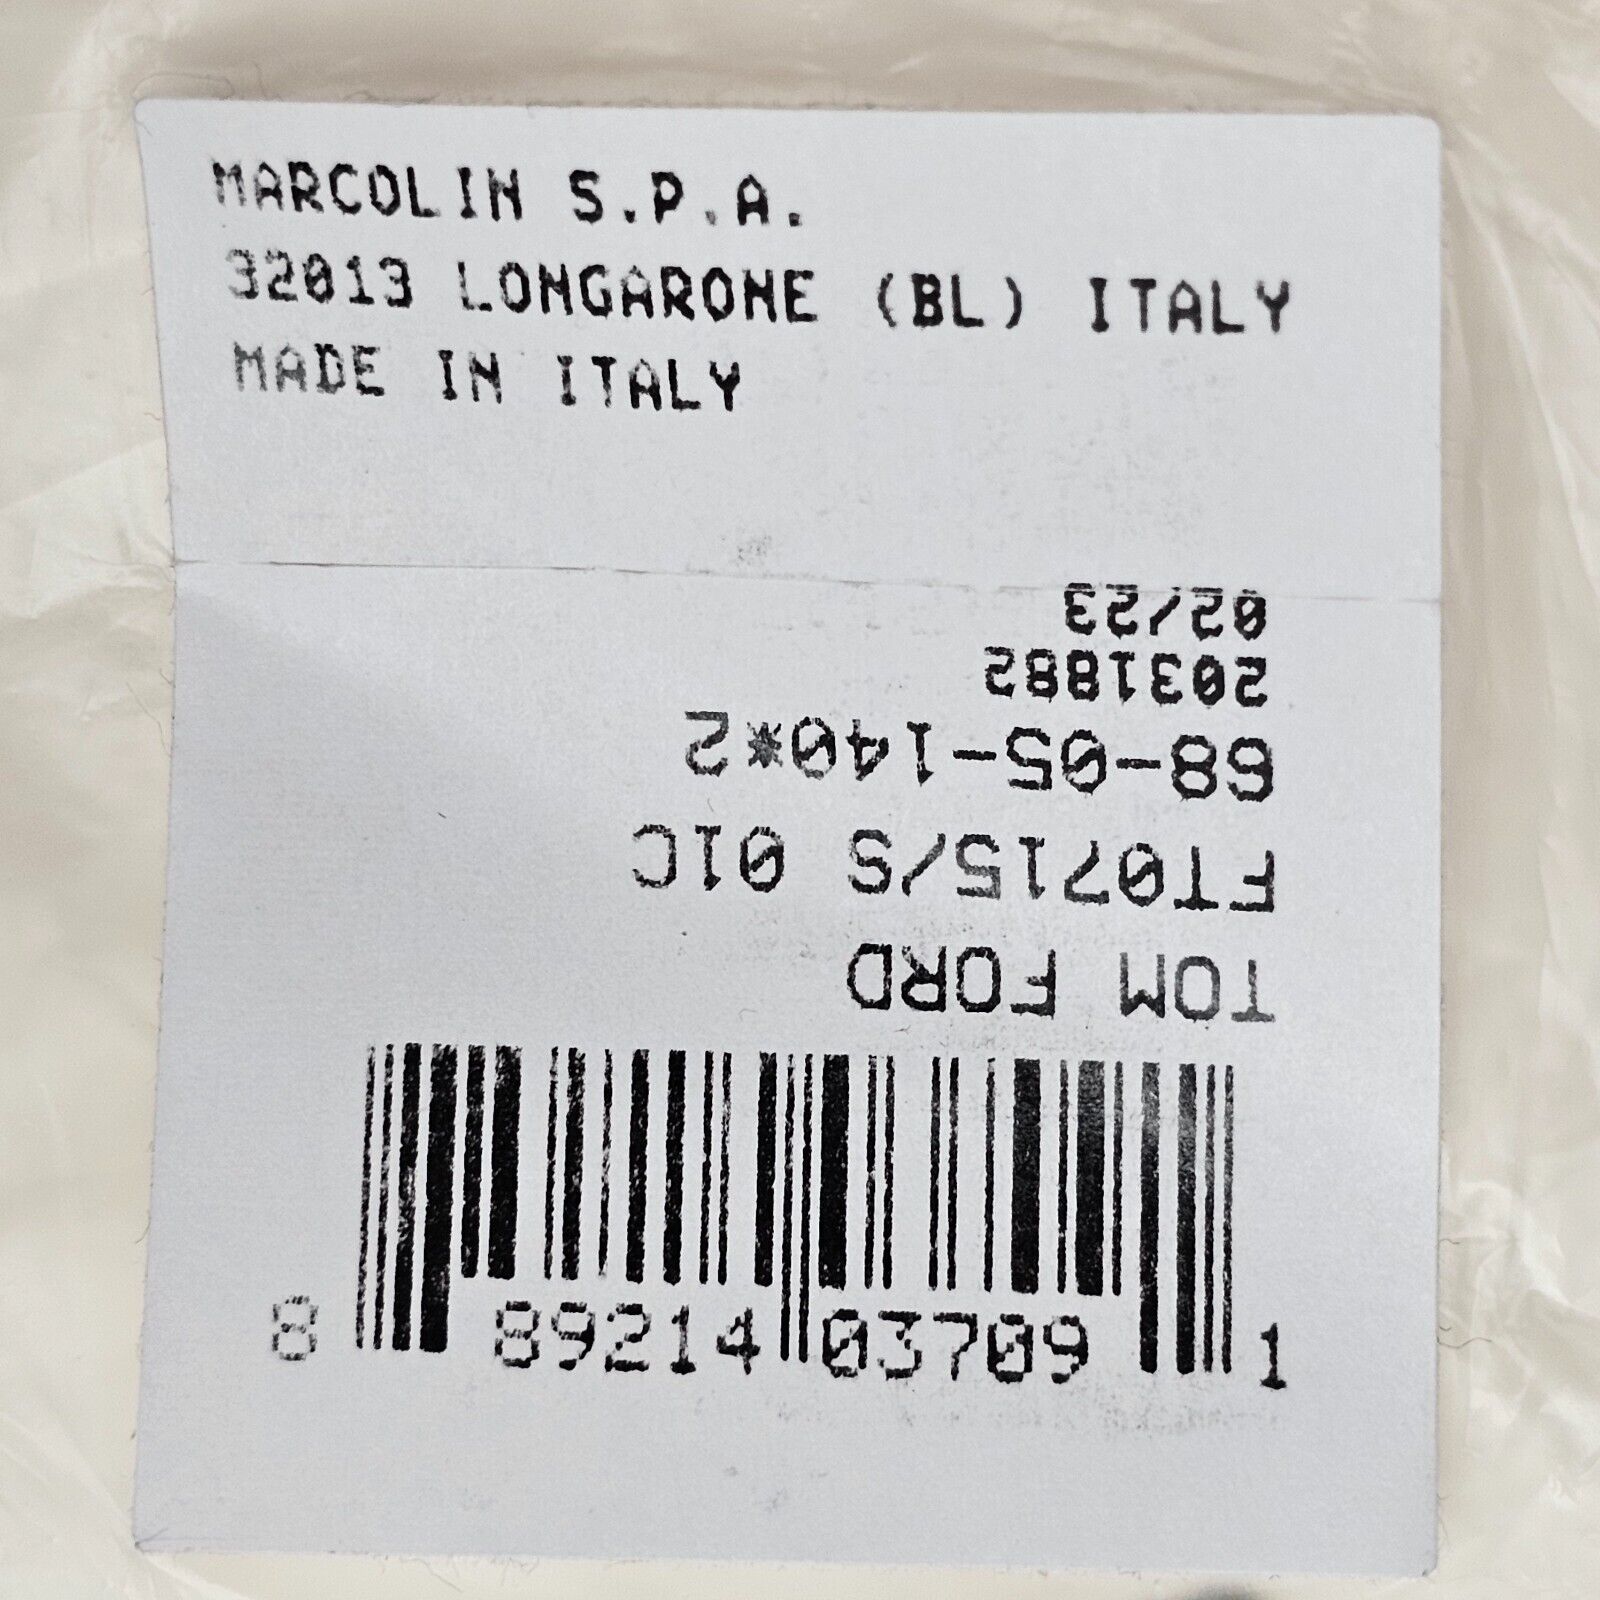 MARCOLIN S.P.A.
32013 LONGARONE (BL) ITALY
MADE IN ITALY
TOM FORD
FT0715/S 01C
68-05-140*2
2031882
02/23
8 89214 03709 1